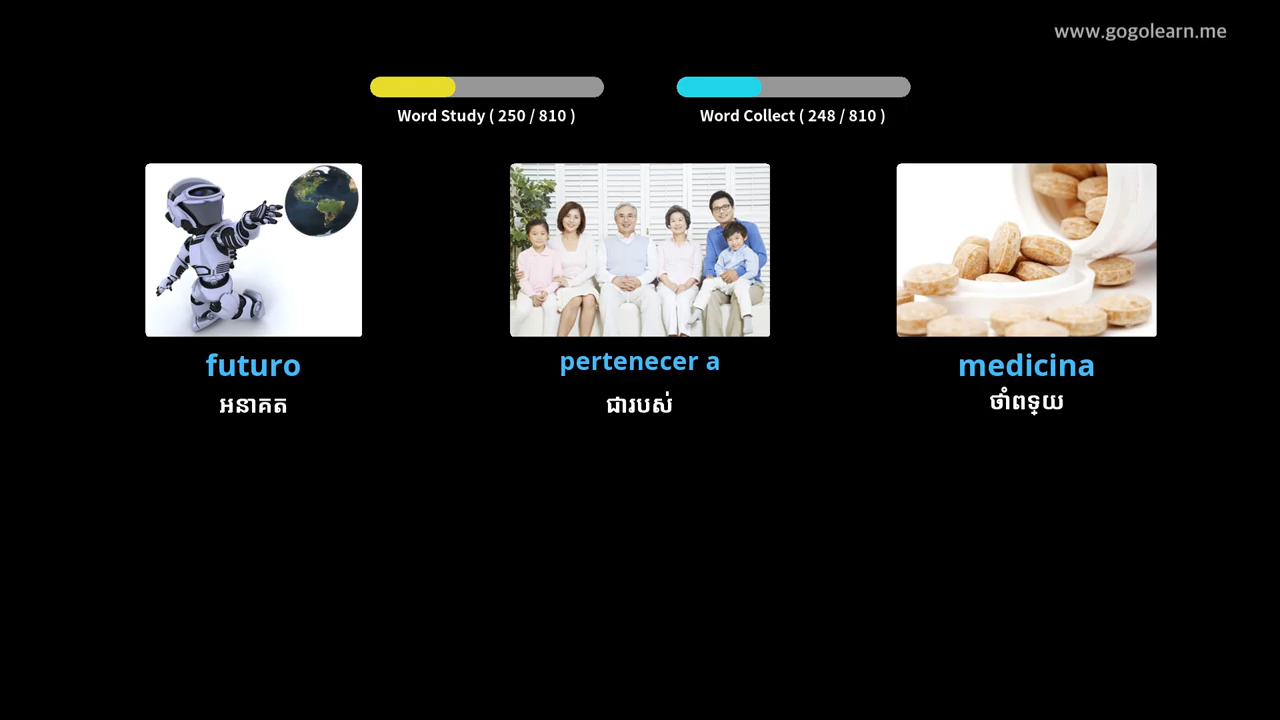 www.gogolearn.me
Word Study ( 250 / 810 )
Word Collect ( 248 / 810 )
futuro
pertenecer a
medicina
អនាគត
ជារបស់
ថាំពទ្យេ